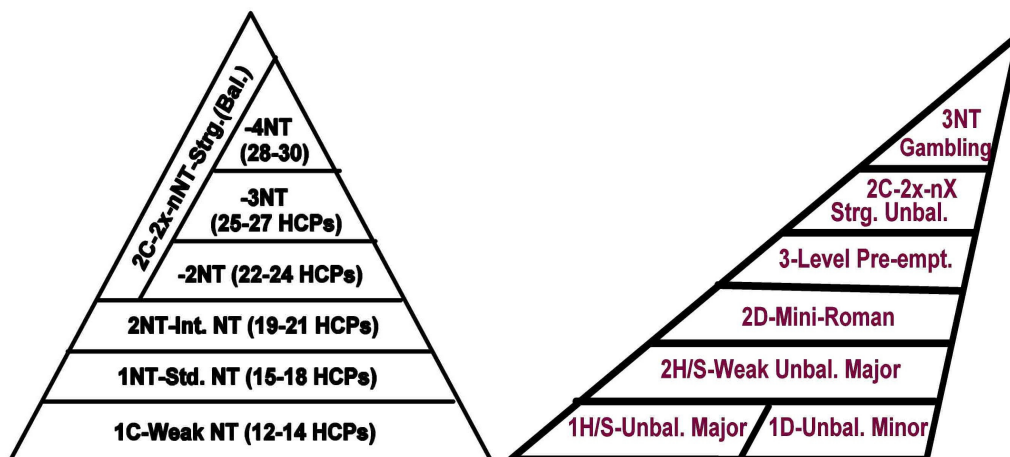 2C-2x-nNT-Strg.(Bal.)
-4NT
(28-30)
-3NT
(25-27 HCPs)
-2NT (22-24 HCPs)
2NT-Int. NT (19-21 HCPs)
1NT-Std. NT (15-18 HCPs)
1C-Weak NT (12-14 HCPs)
3NT
Gambling
2C-2x-nX
Strg. Unbal.
3-Level Pre-empt.
2D-Mini-Roman
2H/S-Weak Unbal. Major
1H/S-Unbal. Major
1D-Unbal. Minor